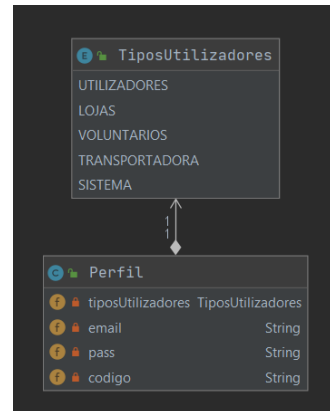 E TiposUtilizadores
UTILIZADORES
LOJAS
VOLUNTARIOS
TRANSPORTADORA
SISTEMA
1
1
C Perfil
f tiposUtilizadores TiposUtilizadores
f email String
f pass String
f codigo String